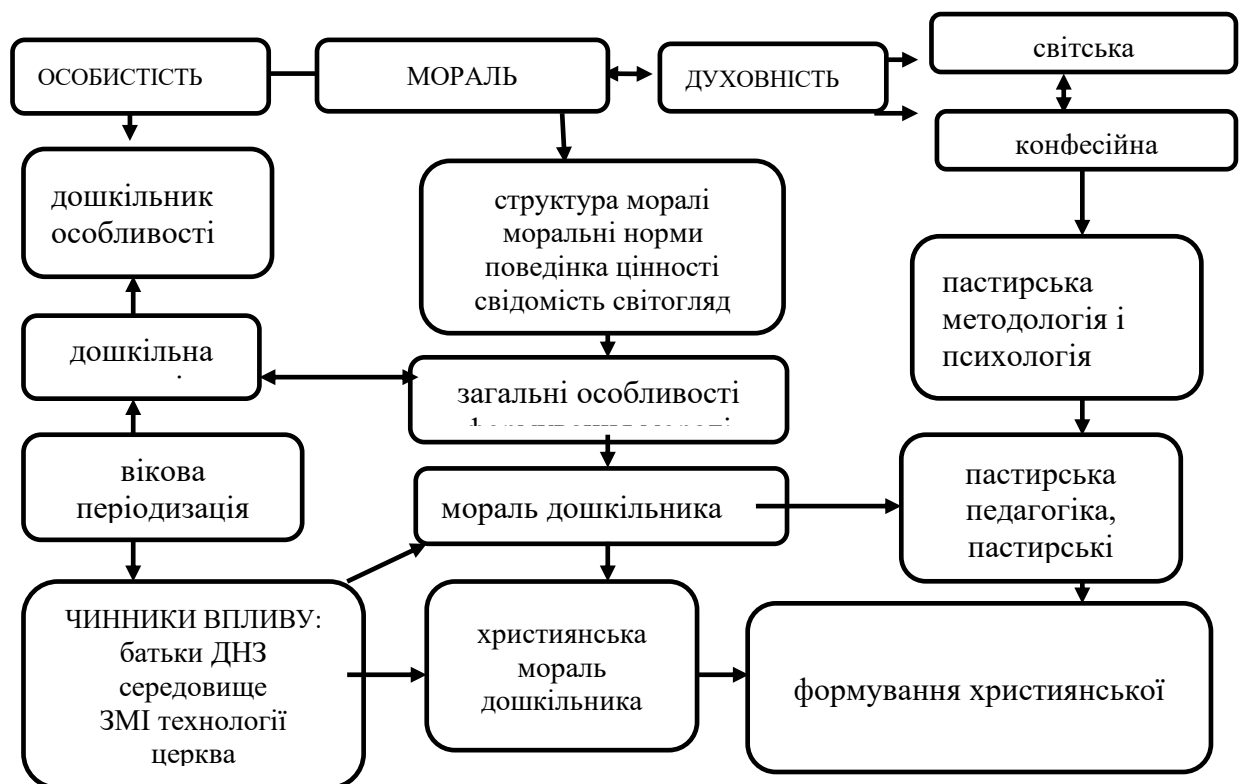 ОСОБИСТІСТЬ
МОРАЛЬ
ДУХОВНІСТЬ
світська
конфесійна
дошкільник
особливості
структура моралі
моральні норми
поведінка цінності
свідомість світогляд
пастирська
методологія і
психологія
дошкільна
загальні особливості
вікова
періодизація
мораль дошкільника
пастирська
педагогіка,
пастирські
ЧИННИКИ ВПЛИВУ:
батьки ДНЗ
середовище
ЗМІ технології
церква
християнська
мораль
дошкільника
формування християнської